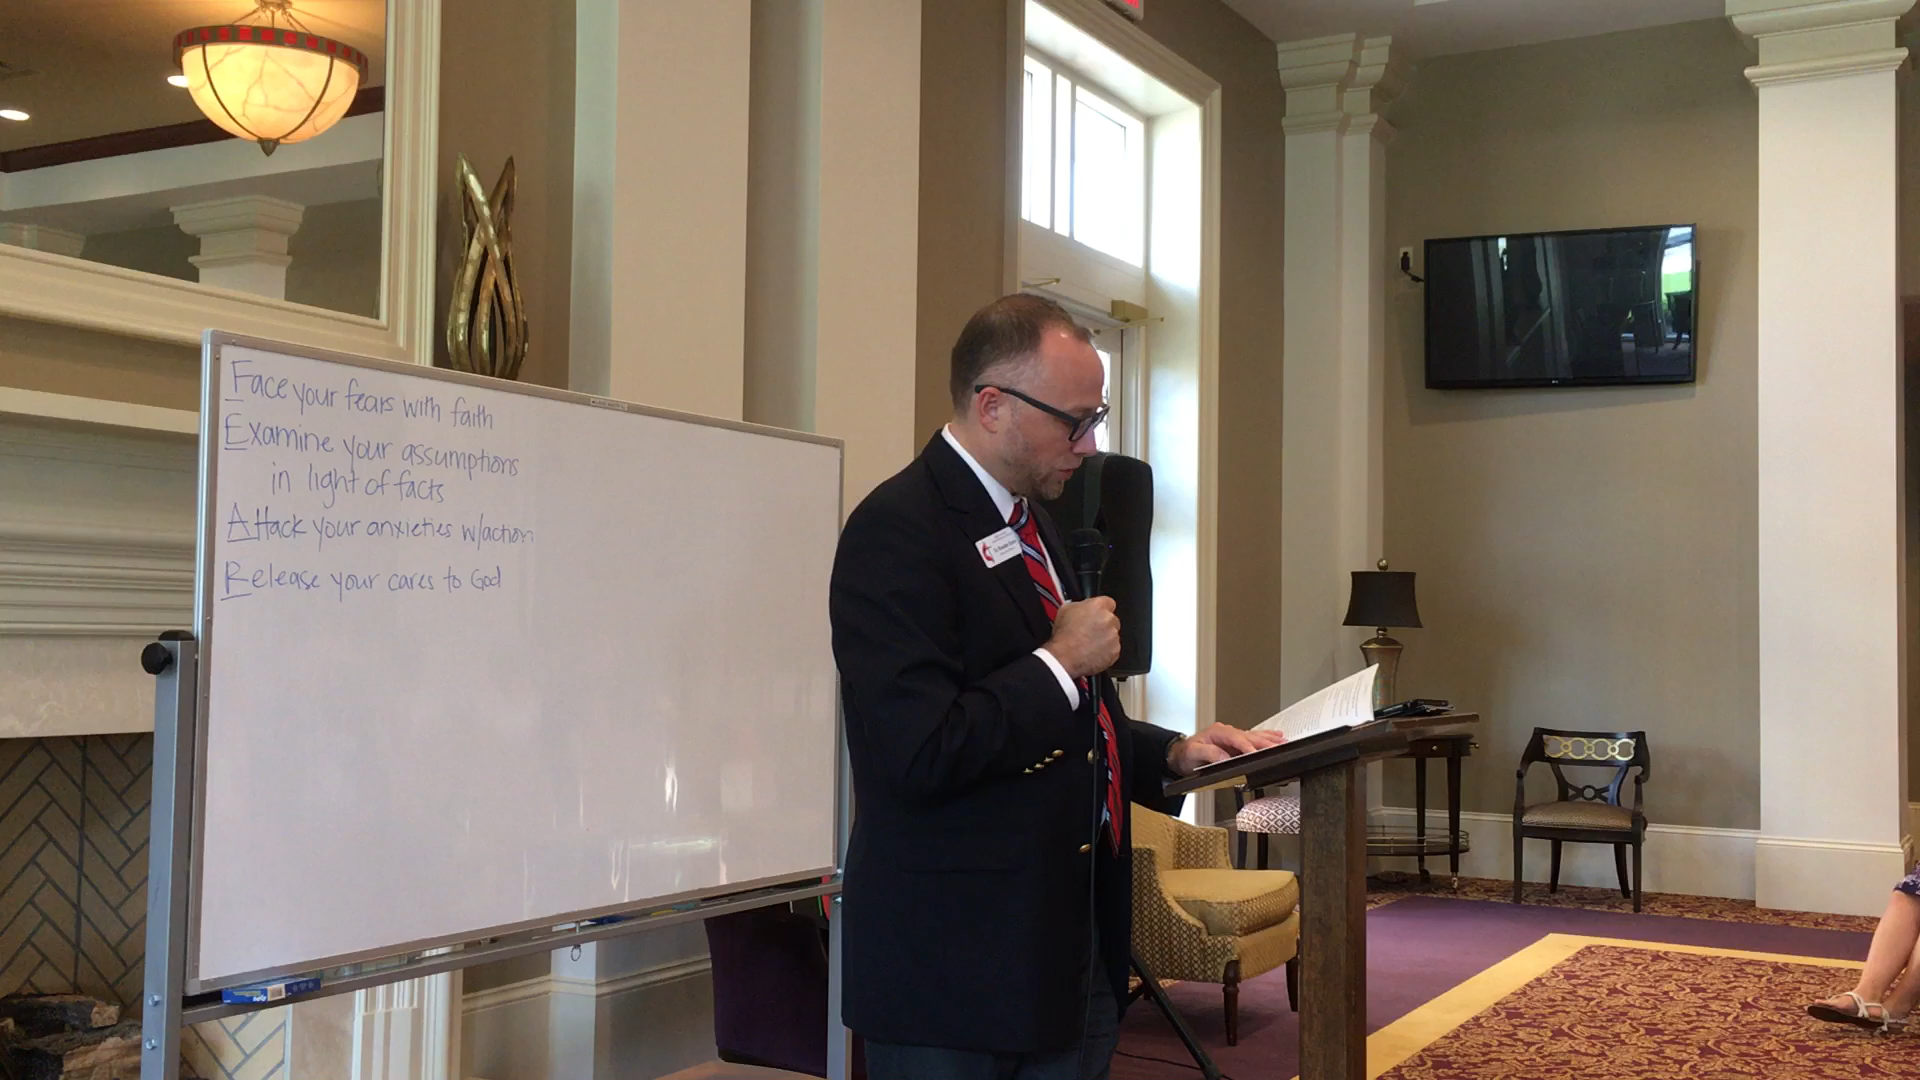 Face your fears with faith
Examine your assumptions
in light of facts
Attack your anxieties w/action
Release your cares to God